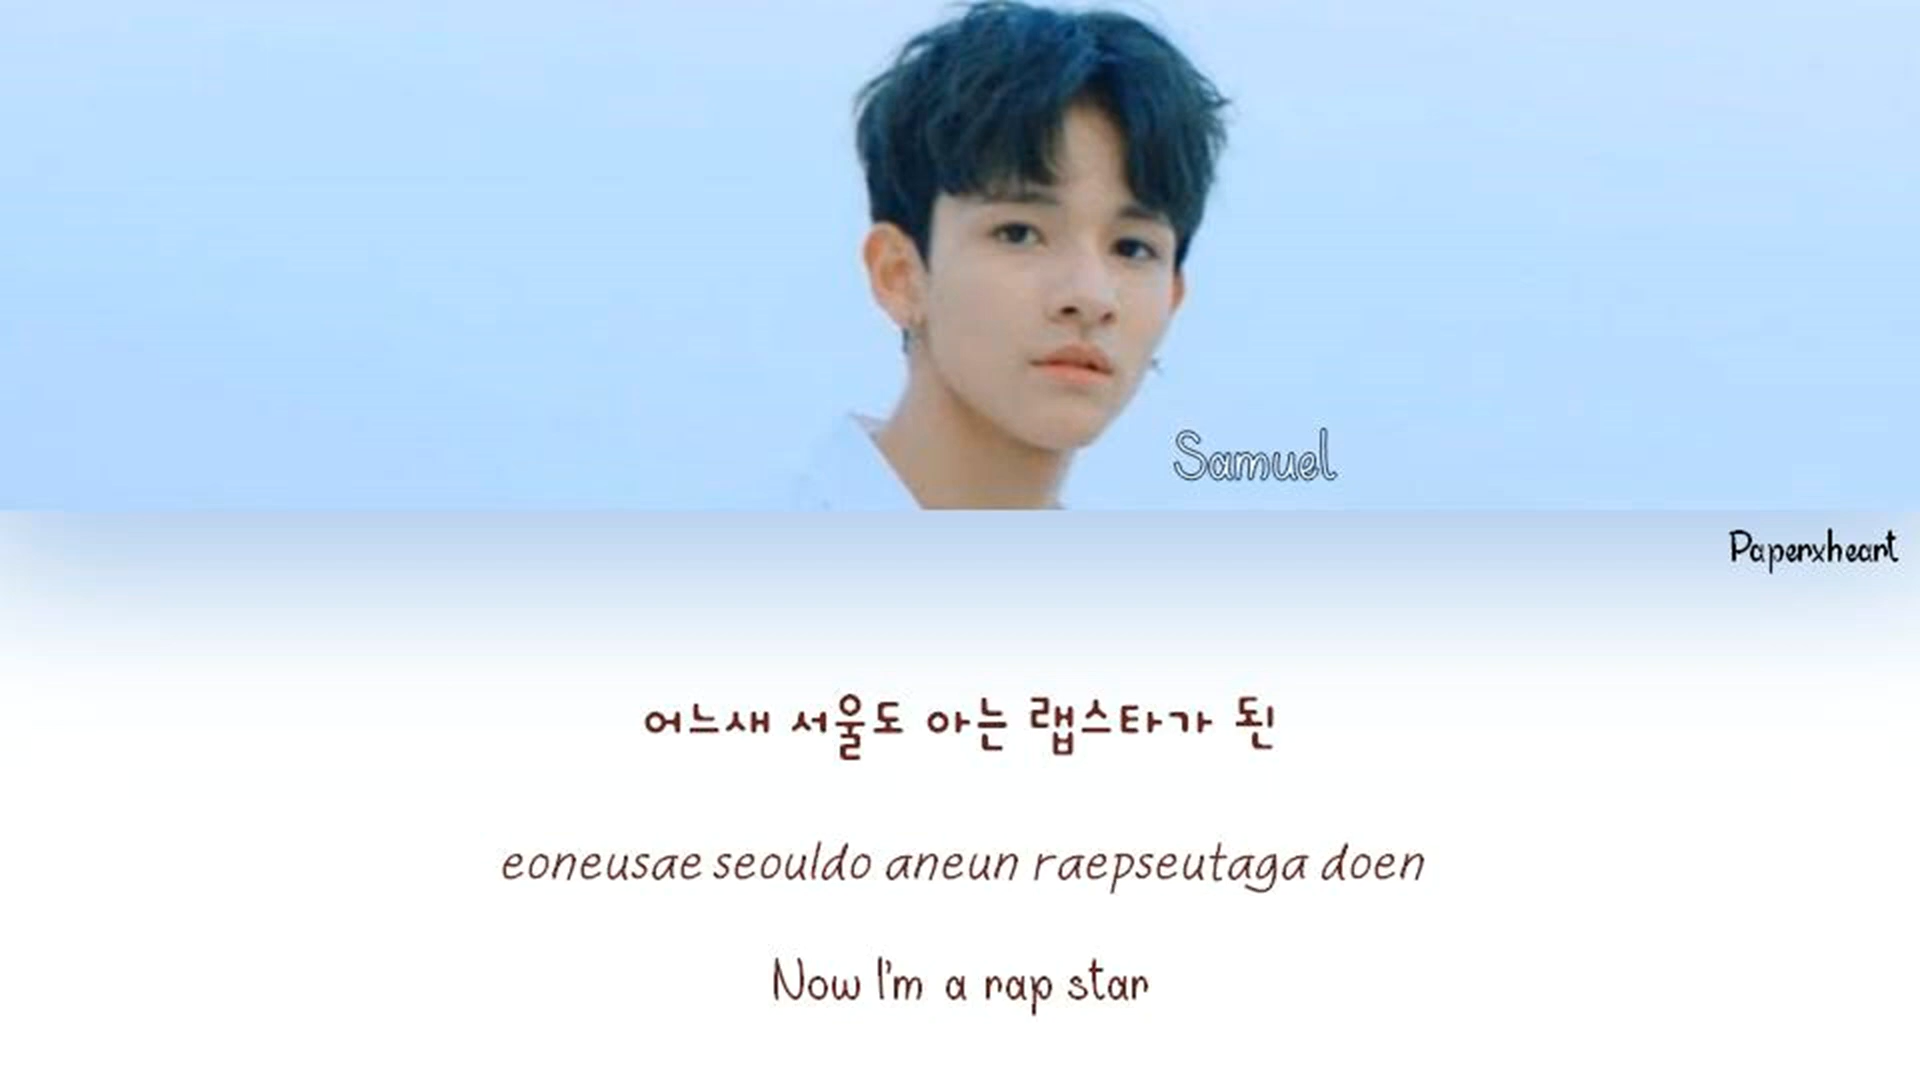 Samuel
Paperxheart
어느새 서울도 아는 랩스타가 된
eoneusae seouldo aneun raepseutaga doen
Now I'm a rap star